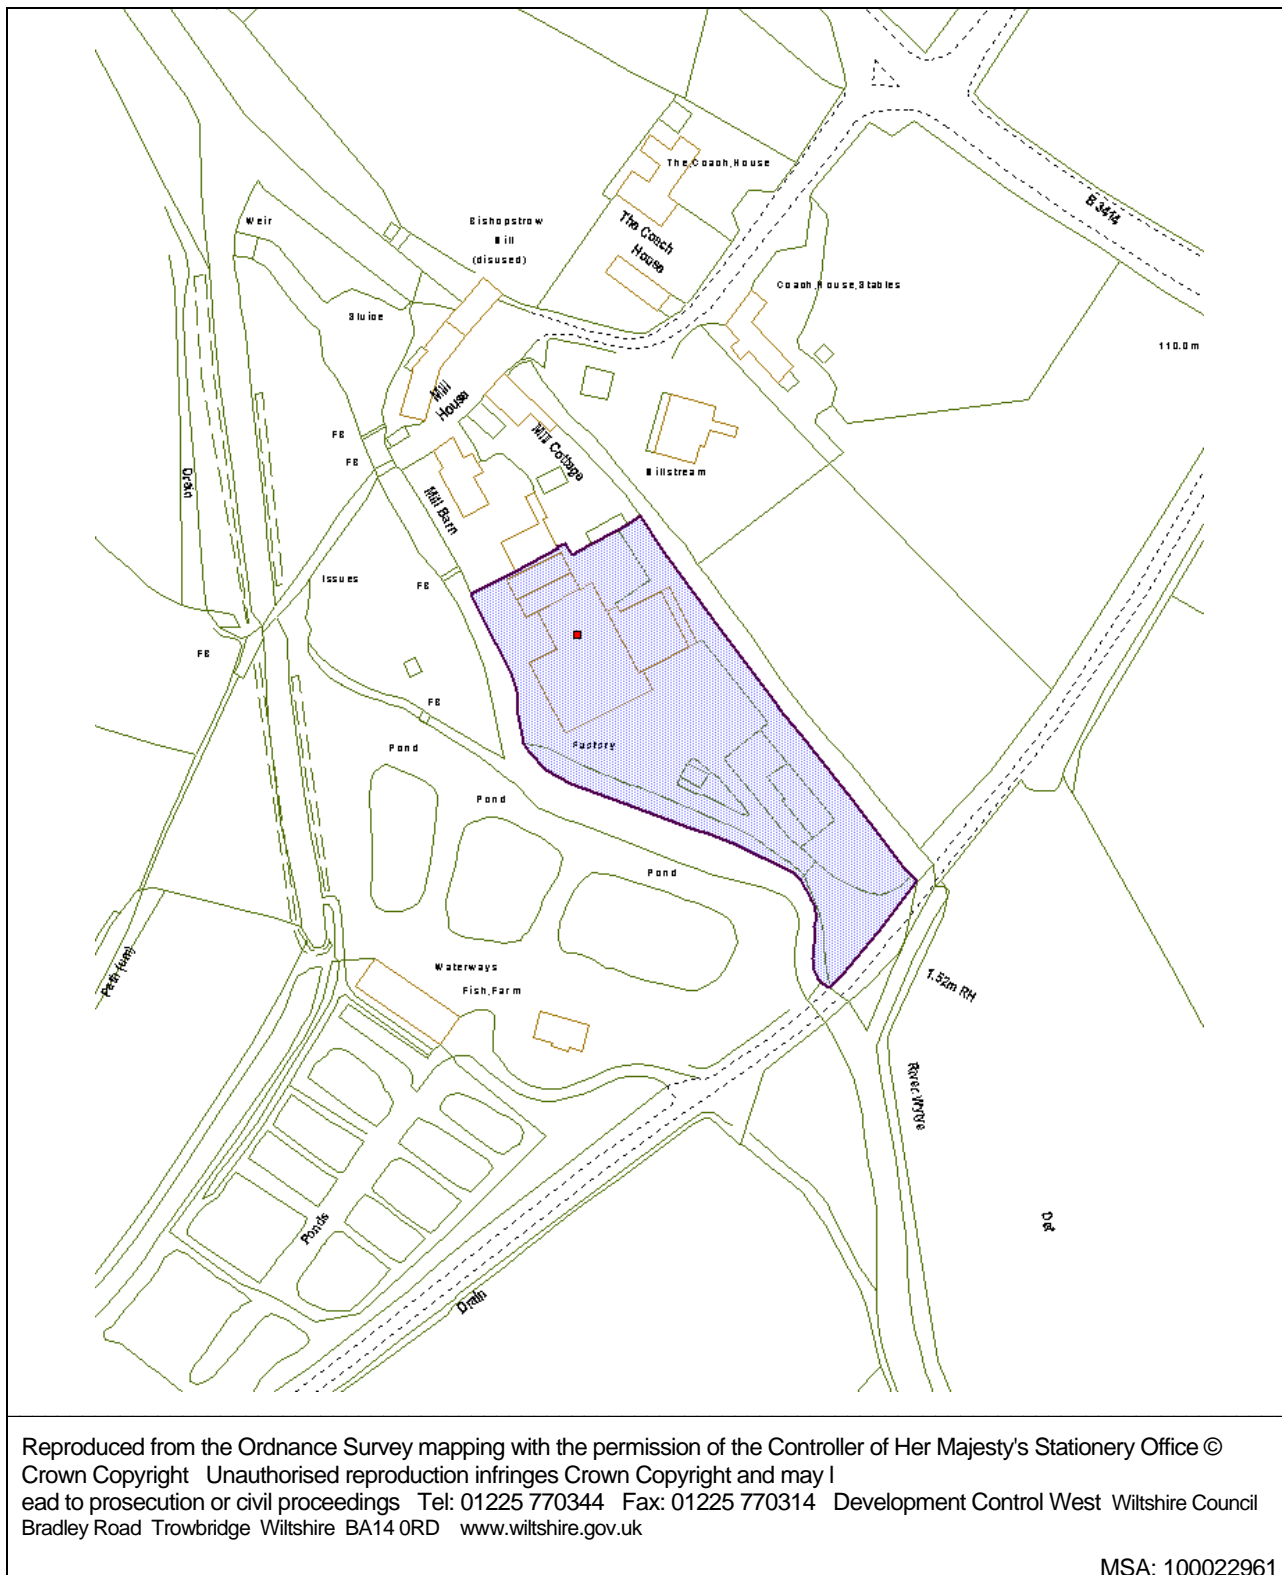 The Coach House
B 3414
Weir
Bishopstrow
Mill
(disused)
The Coach
House
Coach House Stables
Sluice
110.0m
Mill
House
FB
FB
Mill Cottage
Millstream
Drain
Mill Barn
Issues
FB
FB
FB
Factory
Pond
Pond
Pond
Path (um)
Waterways
Fish Farm
1.52m RH
River Wylye
Def
Ponds
Drain
Reproduced from the Ordnance Survey mapping with the permission of the Controller of Her Majesty's Stationery Office ©
Crown Copyright Unauthorised reproduction infringes Crown Copyright and may l
ead to prosecution or civil proceedings Tel: 01225 770344 Fax: 01225 770314 Development Control West Wiltshire Council
Bradley Road Trowbridge Wiltshire BA14 0RD www.wiltshire.gov.uk
MSA: 100022961